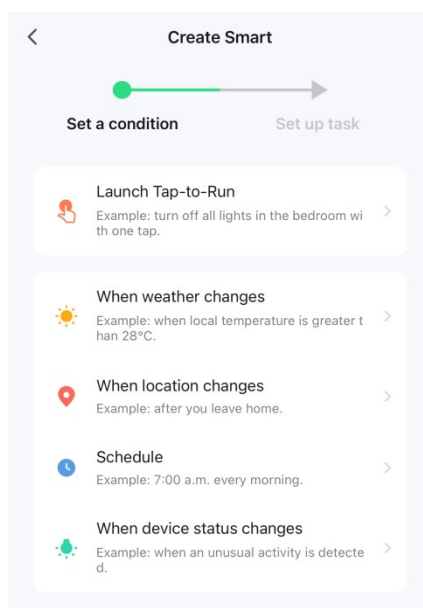 Create Smart
Set a condition
Set up task
Launch Tap-to-Run
Example: turn off all lights in the bedroom wi
th one tap.
When weather changes
Example: when local temperature is greater t
han 28°C.
When location changes
Example: after you leave home.
Schedule
Example: 7:00 a.m. every morning.
When device status changes
Example: when an unusual activity is detecte
d.